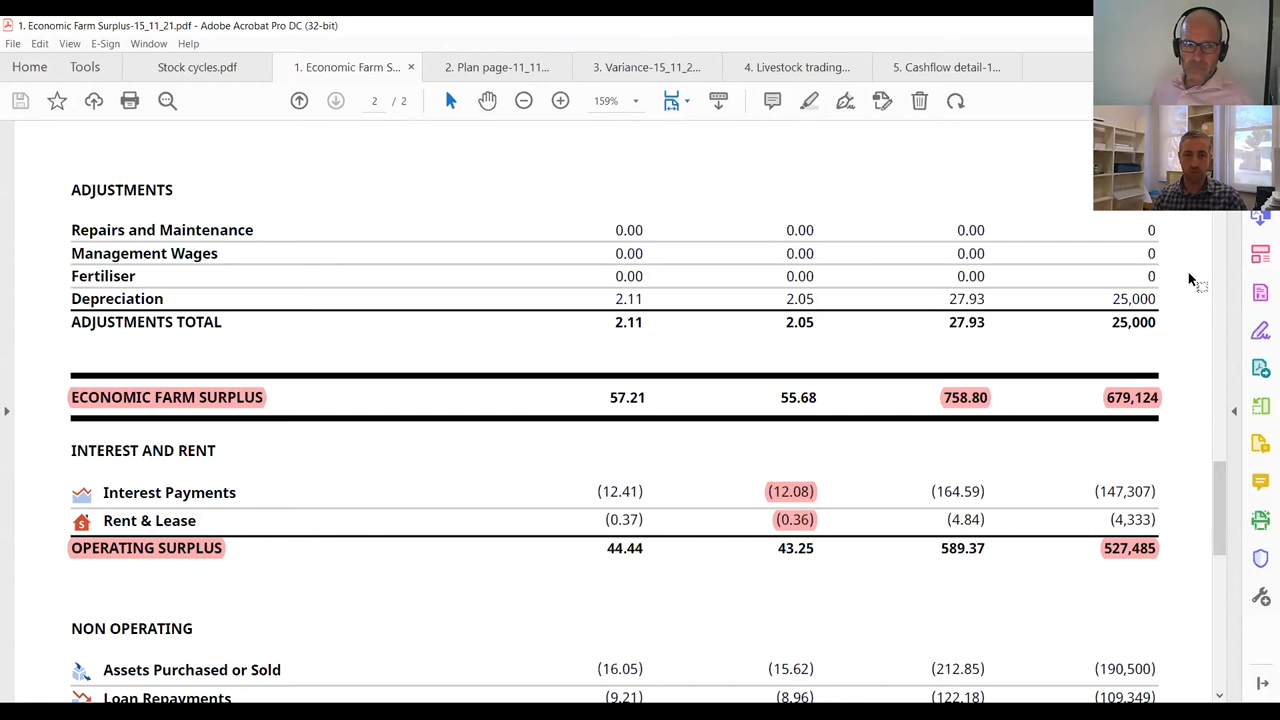 1. Economic Farm Surplus-15_11_21.pdf - Adobe Acrobat Pro DC (32-bit)
File Edit View E-Sign Window Help
Home Tools Stock cycles.pdf 1. Economic Farm S... × 2. Plan page-11_11... 3. Variance-15_11_2... 4. Livestock trading... 5. Cashflow detail-1...
2 / 2 159%
ADJUSTMENTS
Repairs and Maintenance 0.00 0.00 0.00 0
Management Wages 0.00 0.00 0.00 0
Fertiliser 0.00 0.00 0.00 0
Depreciation 2.11 2.05 27.93 25,000
ADJUSTMENTS TOTAL 2.11 2.05 27.93 25,000
ECONOMIC FARM SURPLUS 57.21 55.68 758.80 679,124
INTEREST AND RENT
Interest Payments (12.41) (12.08) (164.59) (147,307)
Rent & Lease (0.37) (0.36) (4.84) (4,333)
OPERATING SURPLUS 44.44 43.25 589.37 527,485
NON OPERATING
Assets Purchased or Sold (16.05) (15.62) (212.85) (190,500)
Loan Repayments (9.21) (8.96) (122.18) (109,349)